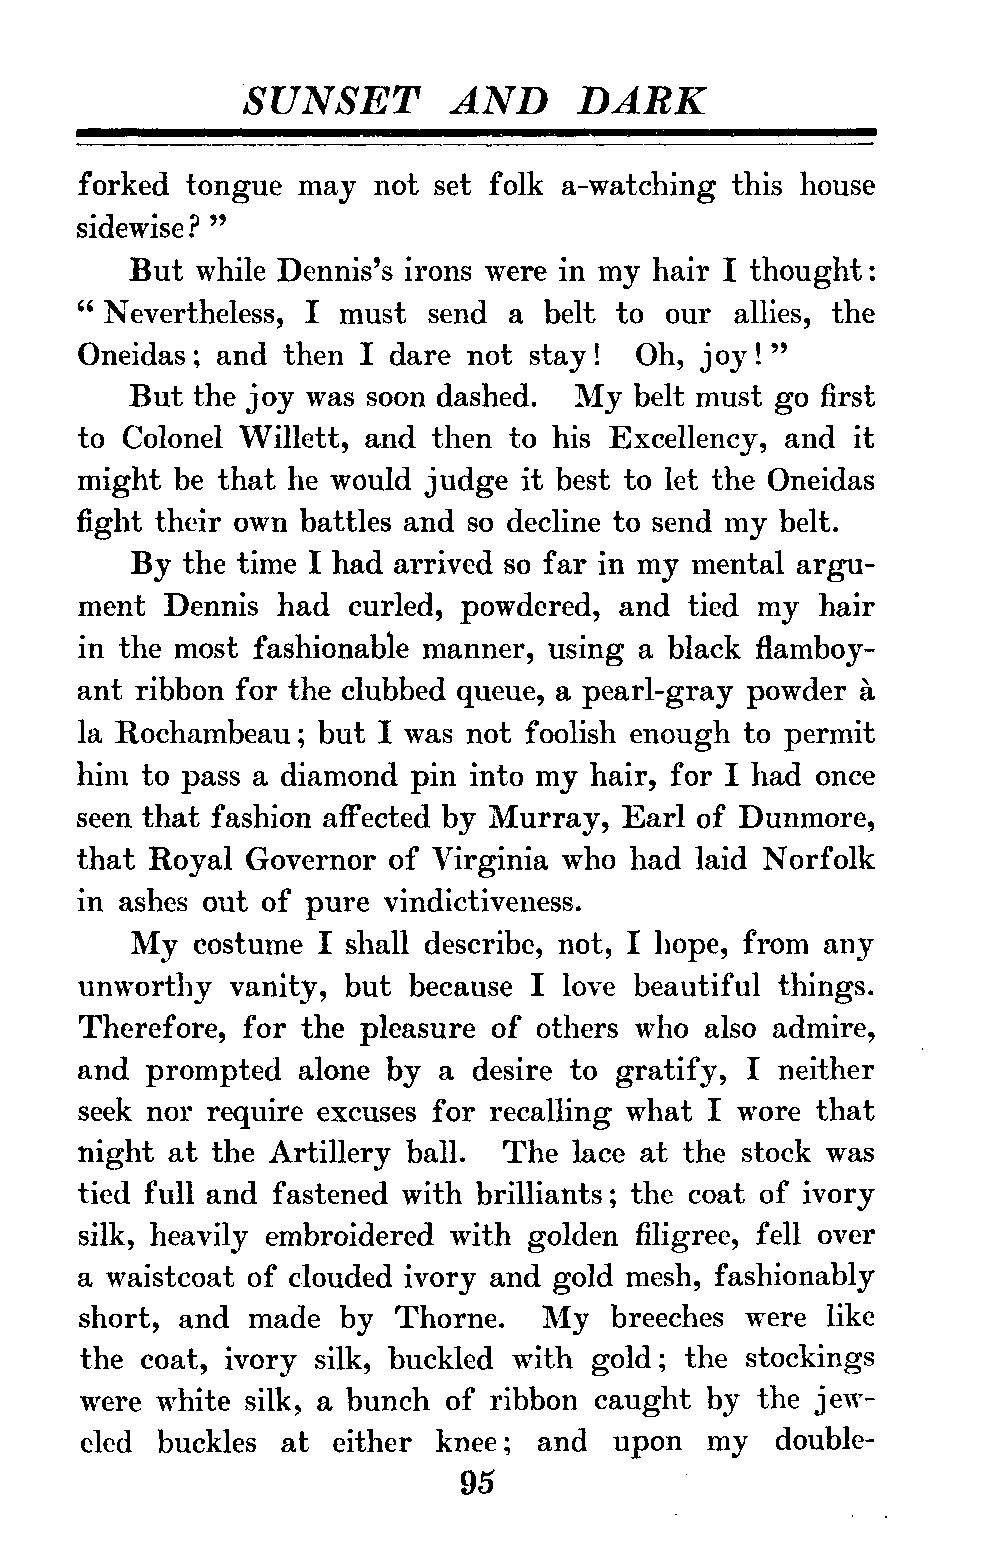 SUNSET AND DARK
forked tongue may not set folk a-watching this house
sidewise? ”
But while Dennis’s irons were in my hair I thought:
“ Nevertheless, I must send a belt to our allies, the
Oneidas; and then I dare not stay! Oh, joy! ”
But the joy was soon dashed. My belt must go first
to Colonel Willett, and then to his Excellency, and it
might be that he would judge it best to let the Oneidas
fight their own battles and so decline to send my belt.
By the time I had arrived so far in my mental argu-
ment Dennis had curled, powdered, and tied my hair
in the most fashionable manner, using a black flamboy-
ant ribbon for the clubbed queue, a pearl-gray powder à
la Rochambeau; but I was not foolish enough to permit
him to pass a diamond pin into my hair, for I had once
seen that fashion affected by Murray, Earl of Dunmore,
that Royal Governor of Virginia who had laid Norfolk
in ashes out of pure vindictiveness.
My costume I shall describe, not, I hope, from any
unworthy vanity, but because I love beautiful things.
Therefore, for the pleasure of others who also admire,
and prompted alone by a desire to gratify, I neither
seek nor require excuses for recalling what I wore that
night at the Artillery ball. The lace at the stock was
tied full and fastened with brilliants; the coat of ivory
silk, heavily embroidered with golden filigree, fell over
a waistcoat of clouded ivory and gold mesh, fashionably
short, and made by Thorne. My breeches were like
the coat, ivory silk, buckled with gold; the stockings
were white silk, a bunch of ribbon caught by the jew-
eled buckles at either knee; and upon my double-
95